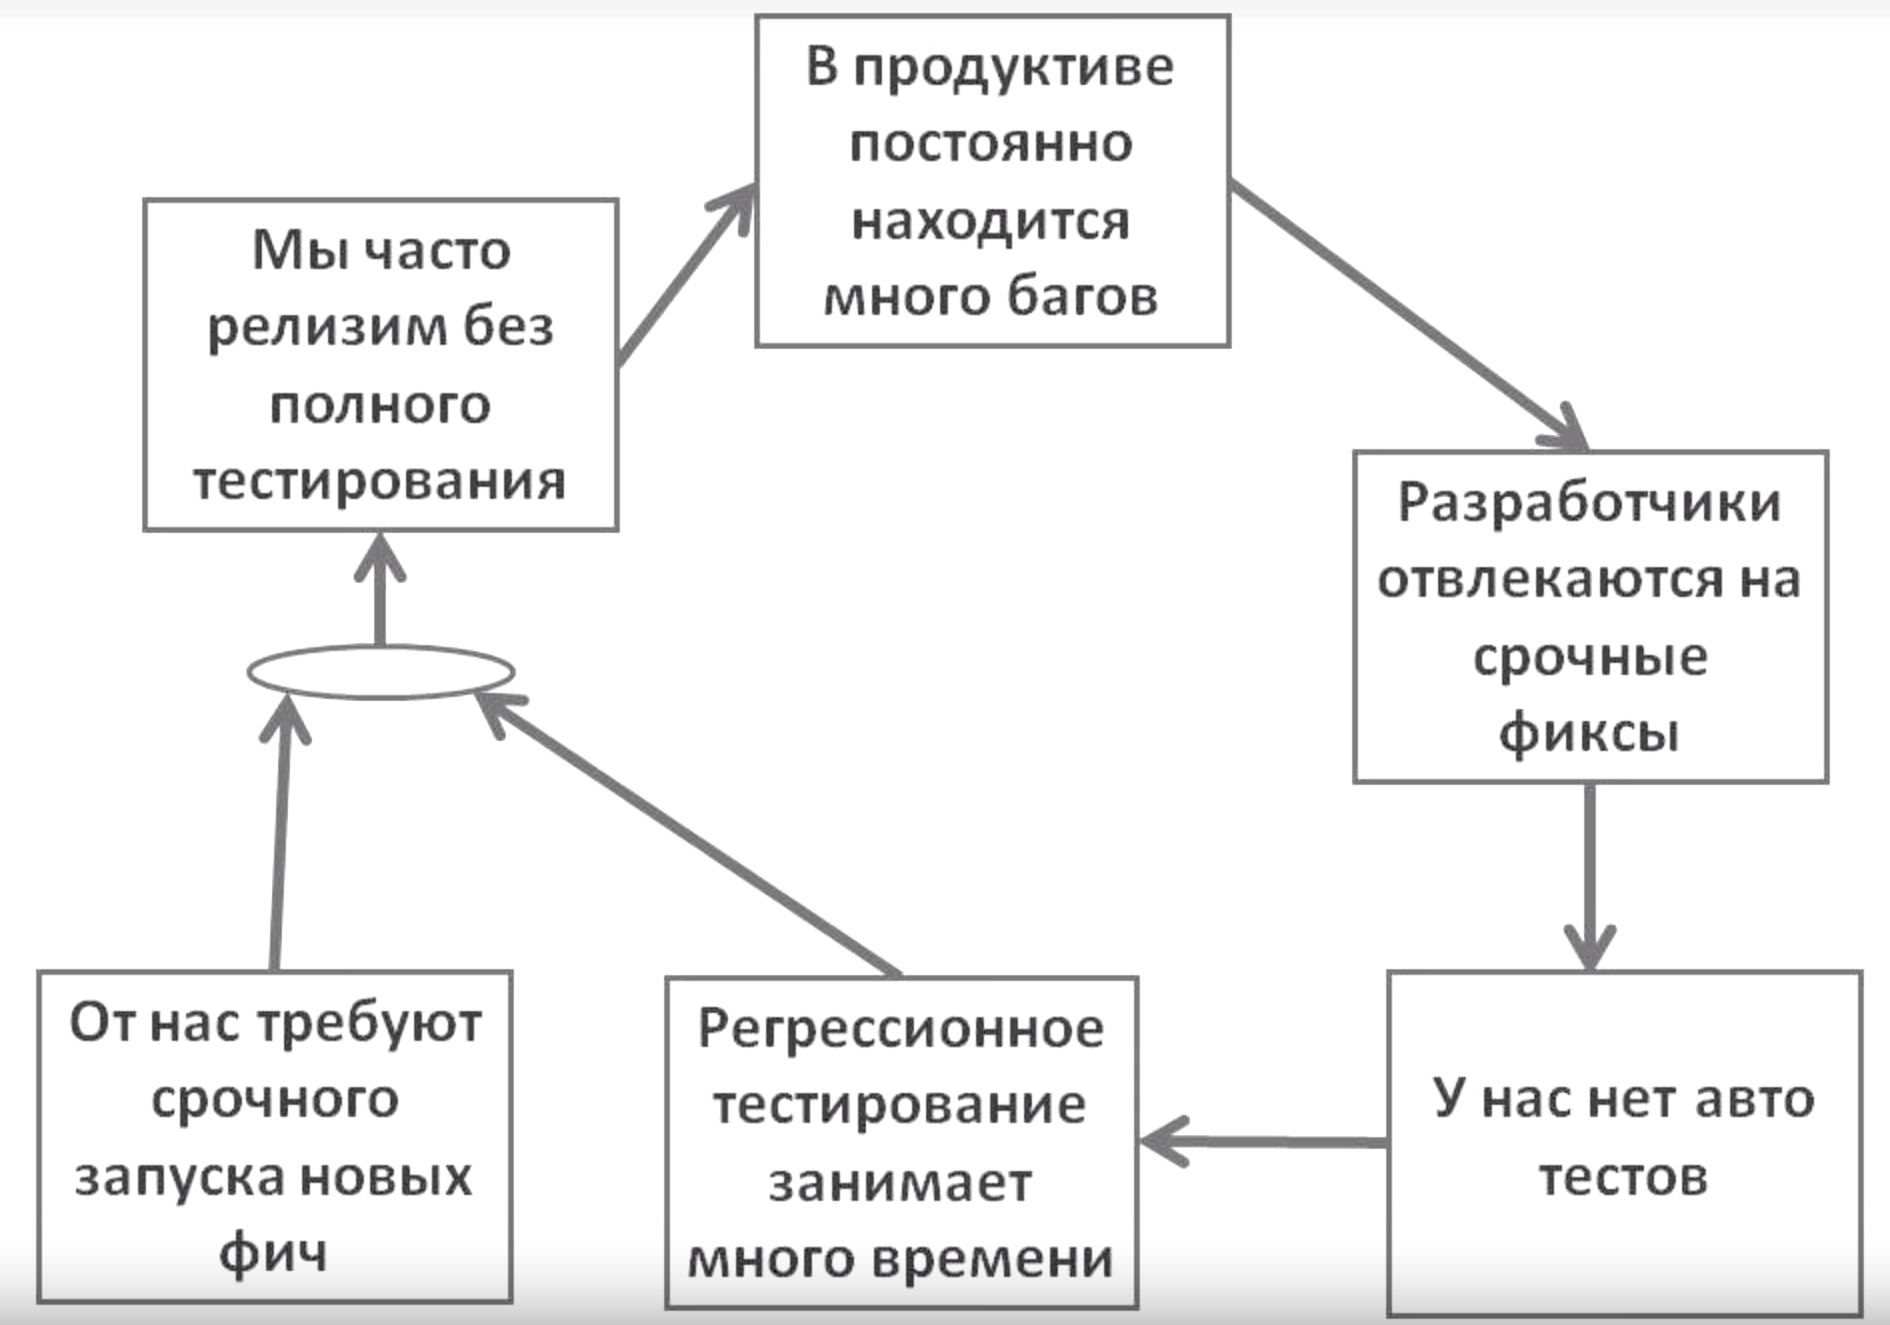 В продуктиве
постоянно
находится
много багов
Мы часто
релизим без
полного
тестирования
Разработчики
отвлекаются на
срочные
фиксы
От нас требуют
срочного
запуска новых
фич
Регрессионное
тестирование
занимает
много времени
У нас нет авто
тестов